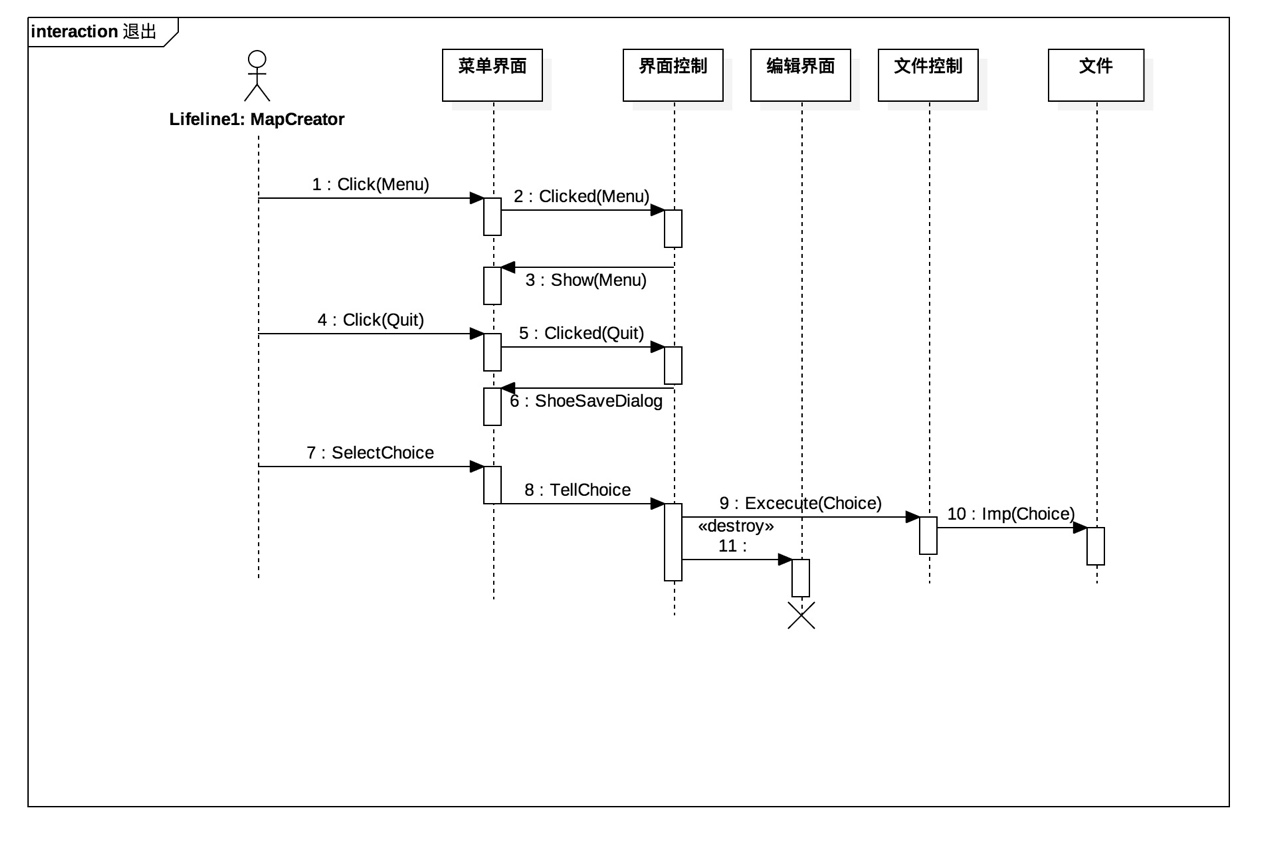 interaction 退出
Lifeline1: MapCreator
菜单界面
界面控制
编辑界面
文件控制
文件
1 : Click(Menu)
2 : Clicked(Menu)
3 : Show(Menu)
4 : Click(Quit)
5 : Clicked(Quit)
6 : ShoeSaveDialog
7 : SelectChoice
8 : TellChoice
9 : Excecute(Choice)
10 : Imp(Choice)
«destroy»
11 :